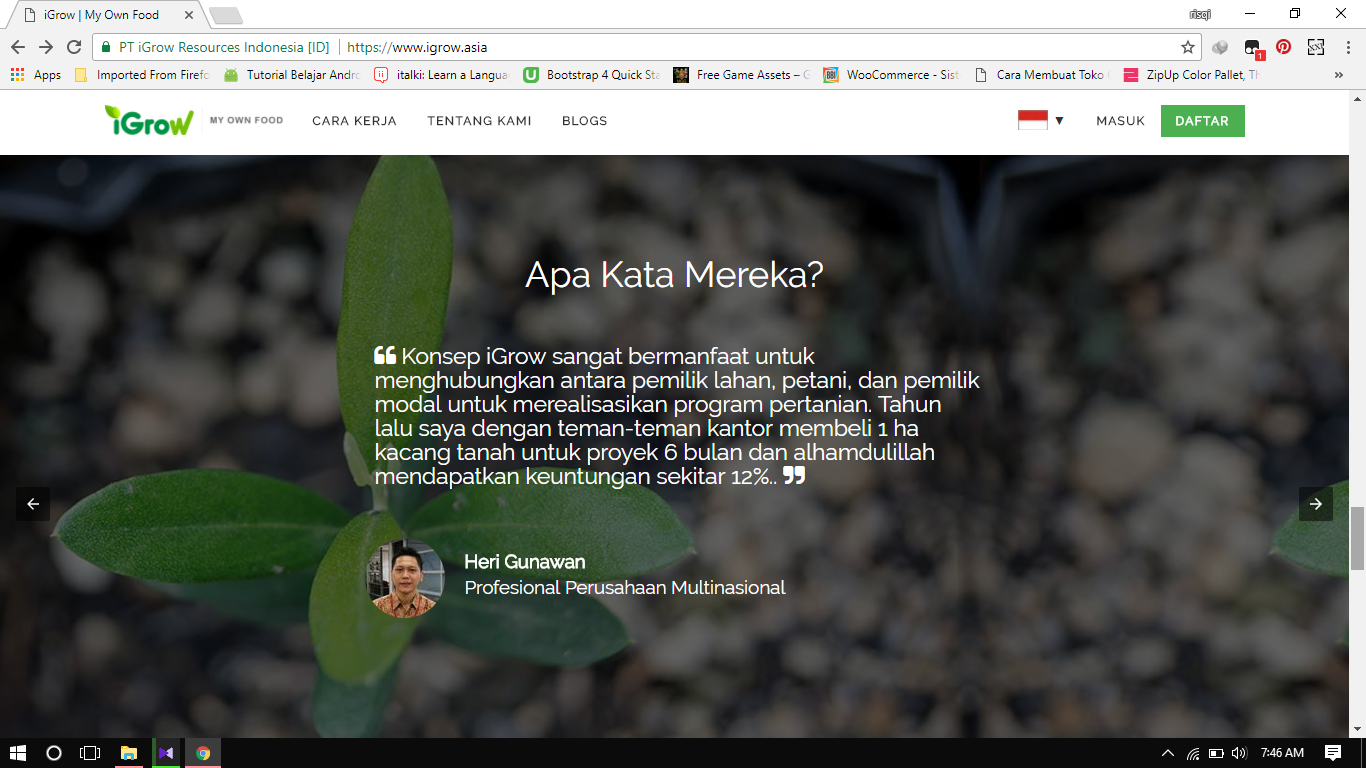 iGrow | My Own Food
risqi
PT iGrow Resources Indonesia [ID]
https://www.igrow.asia
1
Apps
Imported From Firefo
Tutorial Belajar Andro
italki: Learn a Langua
Bootstrap 4 Quick Sta
Free Game Assets – G
WooCommerce - Sist
Cara Membuat Toko
ZipUp Color Pallet, Th
»
iGrow
MY OWN FOOD
CARA KERJA
TENTANG KAMI
BLOGS
MASUK
DAFTAR
Apa Kata Mereka?
“ Konsep iGrow sangat bermanfaat untuk
menghubungkan antara pemilik lahan, petani, dan pemilik
modal untuk merealisasikan program pertanian. Tahun
lalu saya dengan teman-teman kantor membeli 1 ha
kacang tanah untuk proyek 6 bulan dan alhamdulillah
mendapatkan keuntungan sekitar 12%.. ”
Heri Gunawan
Profesional Perusahaan Multinasional
7:46 AM